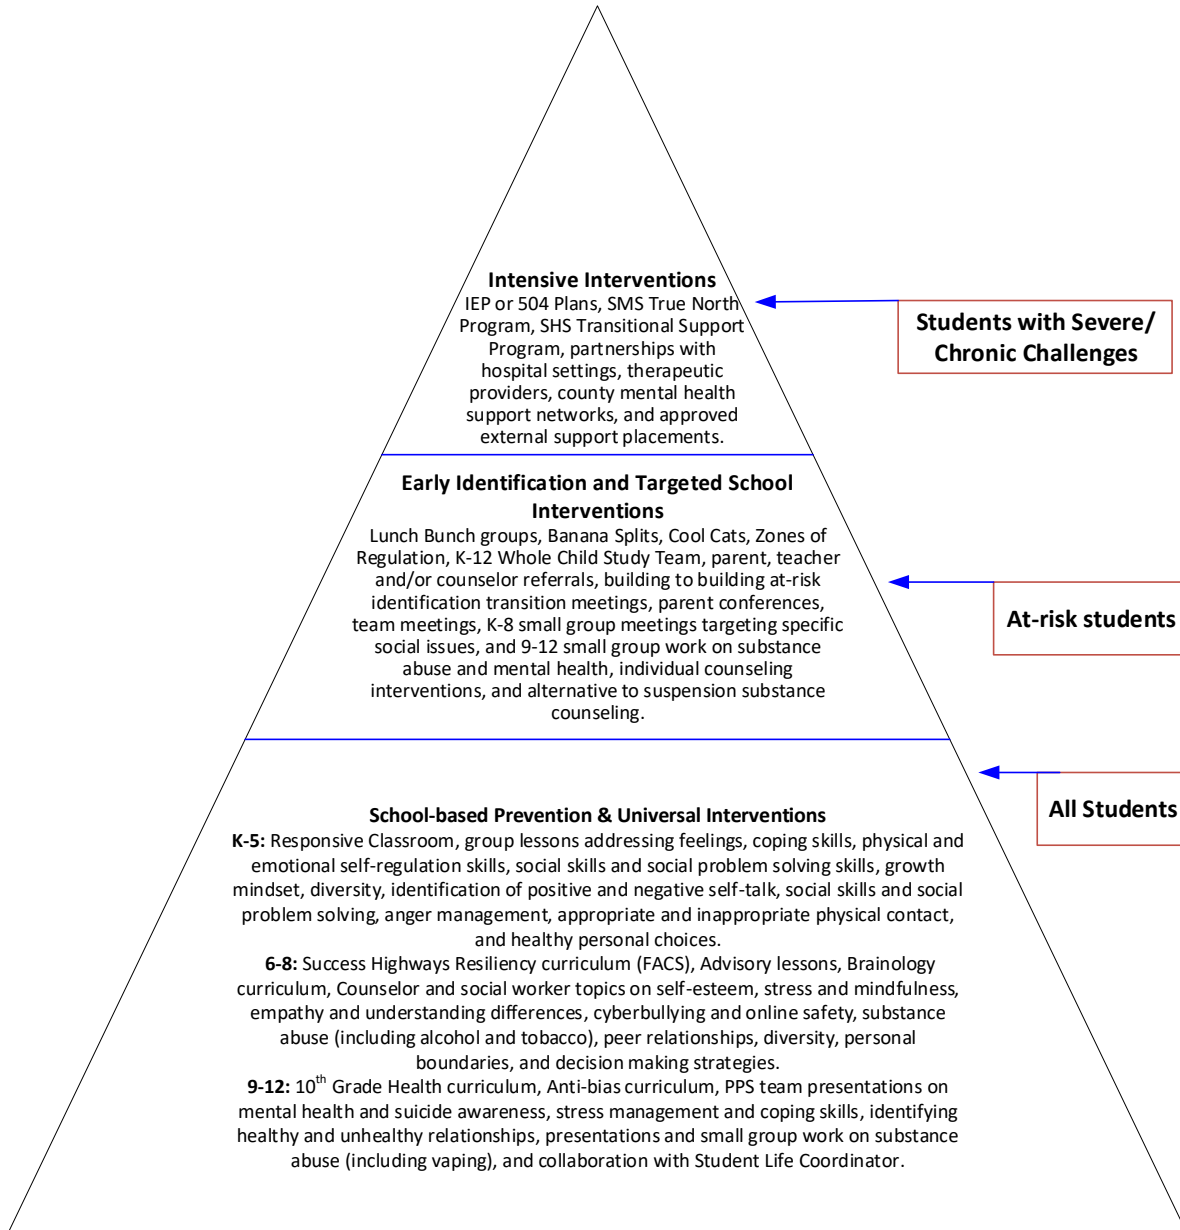 Intensive Interventions
IEP or 504 Plans, SMS True North
Program, SHS Transitional Support
Program, partnerships with
hospital settings, therapeutic
providers, county mental health
support networks, and approved
external support placements.
Students with Severe/
Chronic Challenges
Early Identification and Targeted School
Interventions
Lunch Bunch groups, Banana Splits, Cool Cats, Zones of
Regulation, K-12 Whole Child Study Team, parent, teacher
and/or counselor referrals, building to building at-risk
identification transition meetings, parent conferences,
team meetings, K-8 small group meetings targeting specific
social issues, and 9-12 small group work on substance
abuse and mental health, individual counseling
interventions, and alternative to suspension substance
counseling.
At-risk students
All Students
School-based Prevention & Universal Interventions
K-5: Responsive Classroom, group lessons addressing feelings, coping skills, physical and
emotional self-regulation skills, social skills and social problem solving skills, growth
mindset, diversity, identification of positive and negative self-talk, social skills and social
problem solving, anger management, appropriate and inappropriate physical contact,
and healthy personal choices.
6-8: Success Highways Resiliency curriculum (FACS), Advisory lessons, Brainology
curriculum, Counselor and social worker topics on self-esteem, stress and mindfulness,
empathy and understanding differences, cyberbullying and online safety, substance
abuse (including alcohol and tobacco), peer relationships, diversity, personal
boundaries, and decision making strategies.
9-12: 10th Grade Health curriculum, Anti-bias curriculum, PPS team presentations on
mental health and suicide awareness, stress management and coping skills, identifying
healthy and unhealthy relationships, presentations and small group work on substance
abuse (including vaping), and collaboration with Student Life Coordinator.